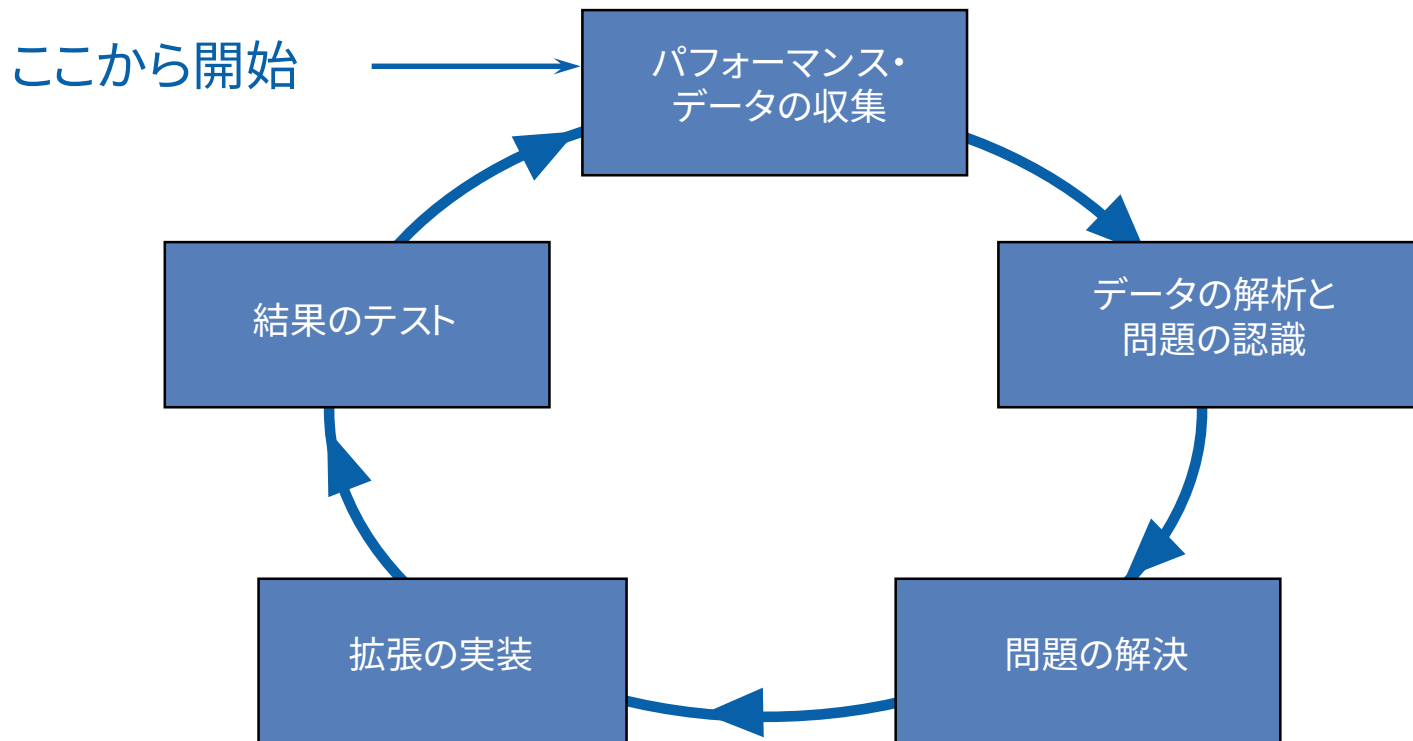 ここから開始
パフォーマンス・
データの収集
データの解析と
問題の認識
問題の解決
拡張の実装
結果のテスト